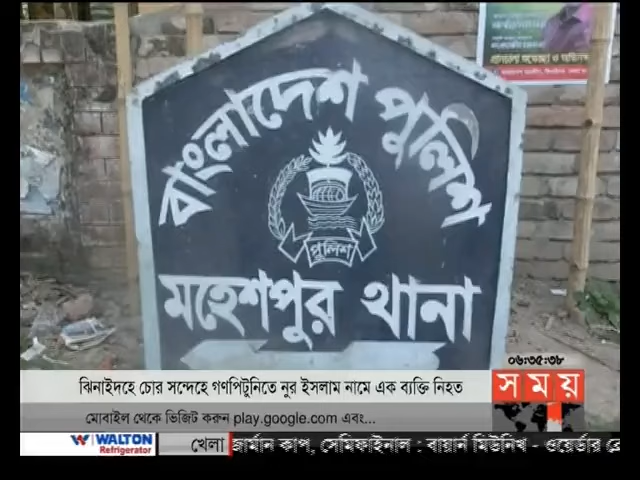 বাংলাদেশ পুলিশ
পুলিশ
মহেশপুর থানা
০৬:৩৫:৩৮
ঝিনাইদহে চোর সন্দেহে গণপিটুনিতে নুর ইসলাম নামে এক ব্যক্তি নিহত
সময়
মোবাইল থেকে ভিজিট করুন play.google.com এবং...
WALTON
Refrigerator
খেলা
জার্মান কাপ, সেমিফাইনাল : বায়ার্ন মিউনিখ - ওয়ের্ডার